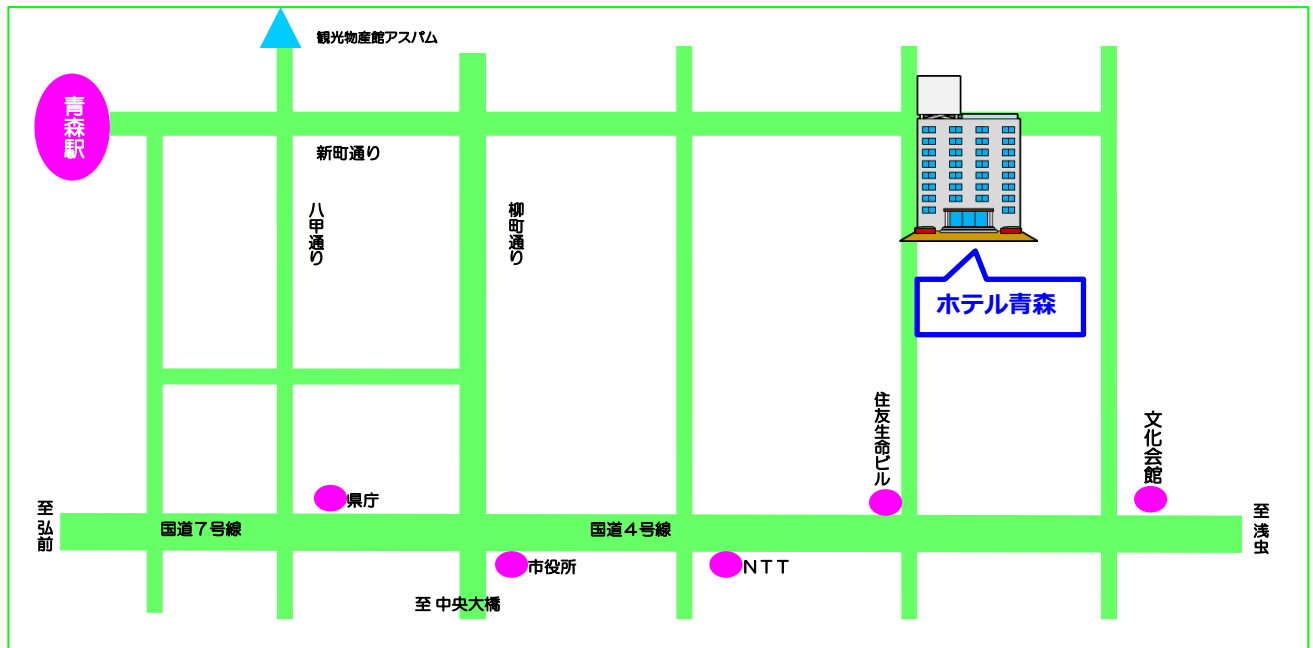 観光物産館アスパム
青森駅
新町通り
八甲通り
柳町通り
ホテル青森
住友生命ビル
文化会館
至弘前
県庁
国道７号線
国道４号線
至浅虫
市役所
ＮＴＴ
至 中央大橋